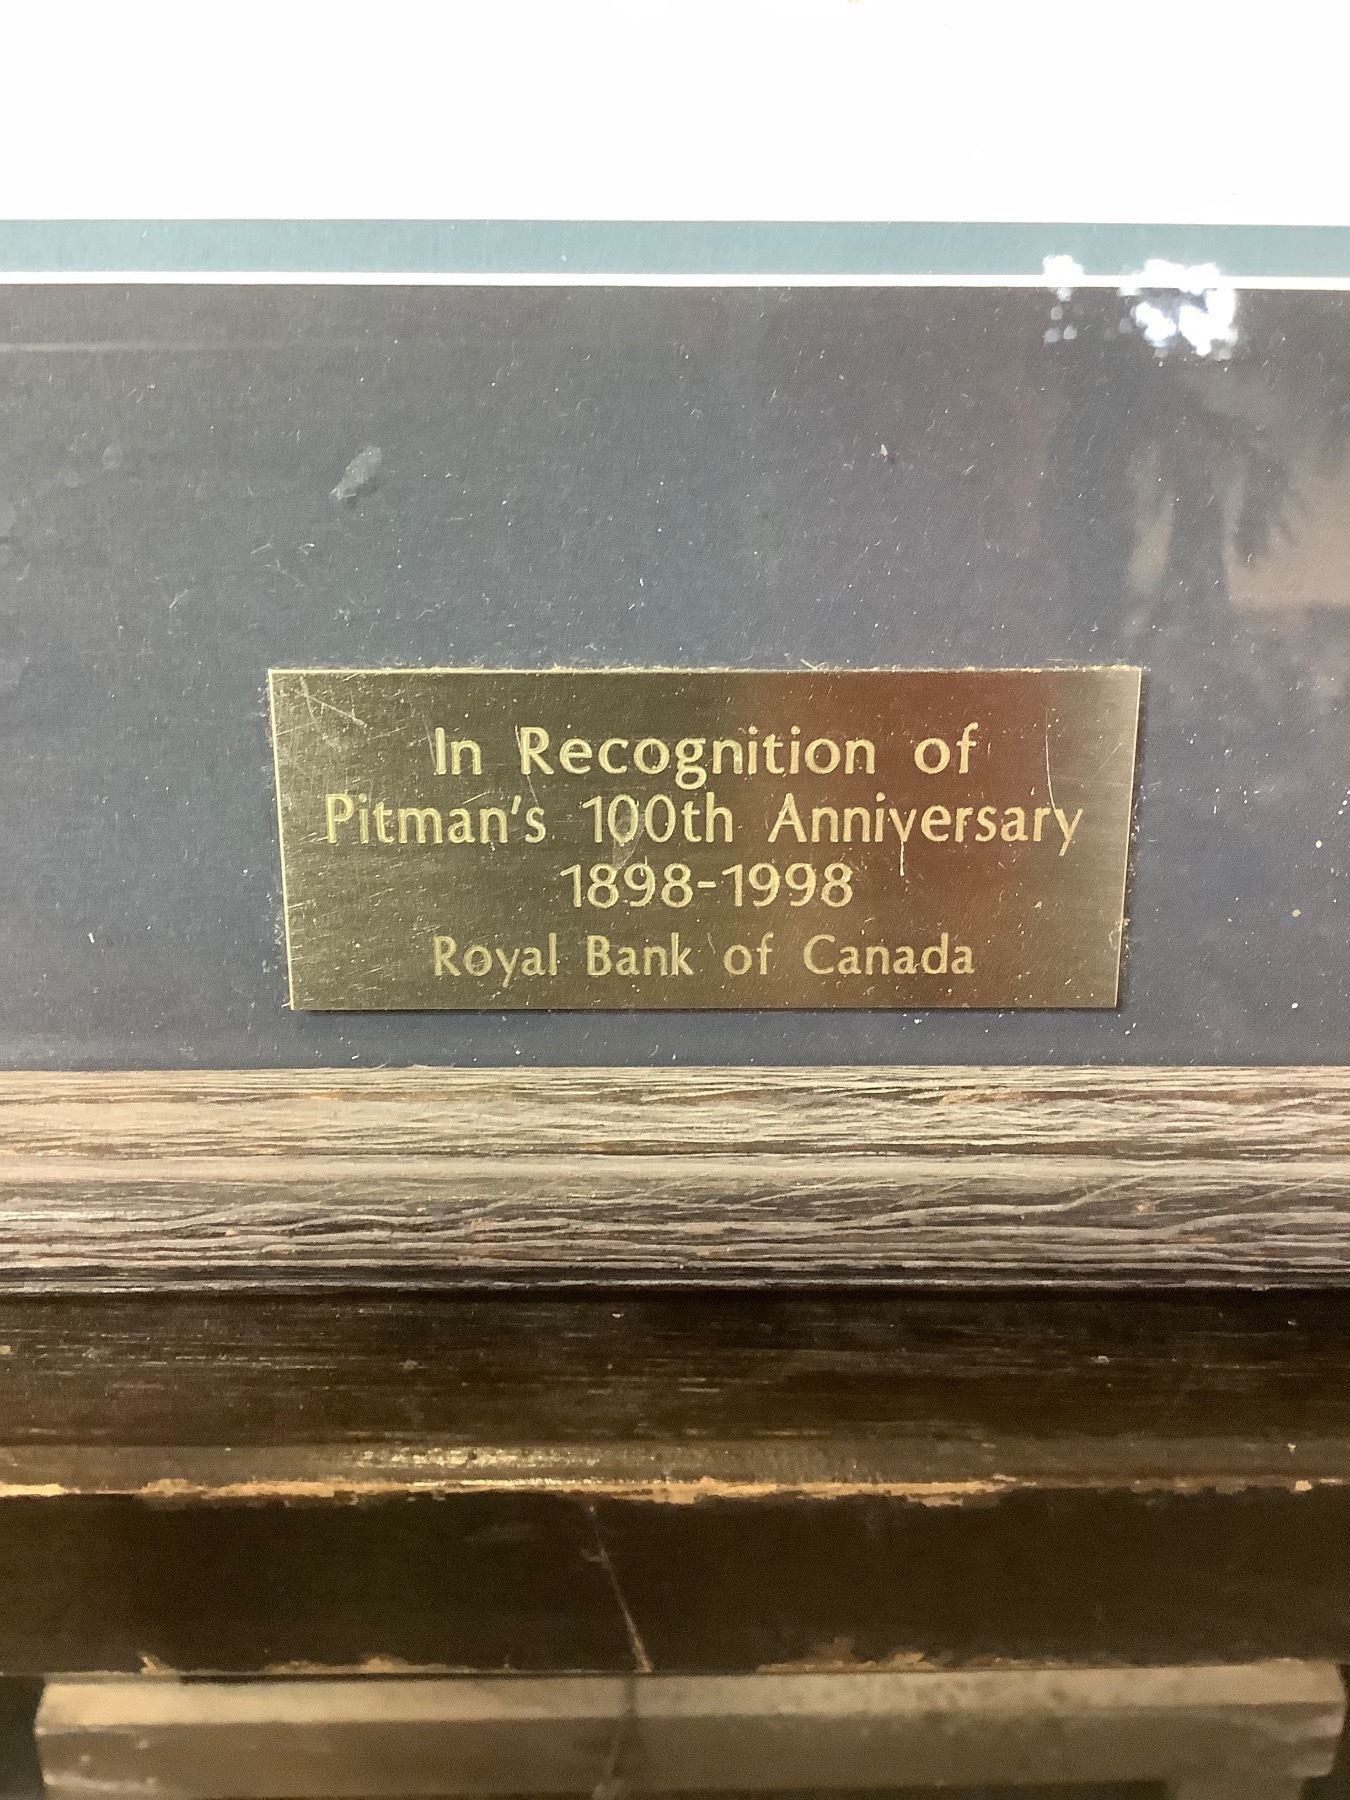 In Recognition of
Pitman's 100th Anniversary
1898-1998
Royal Bank of Canada